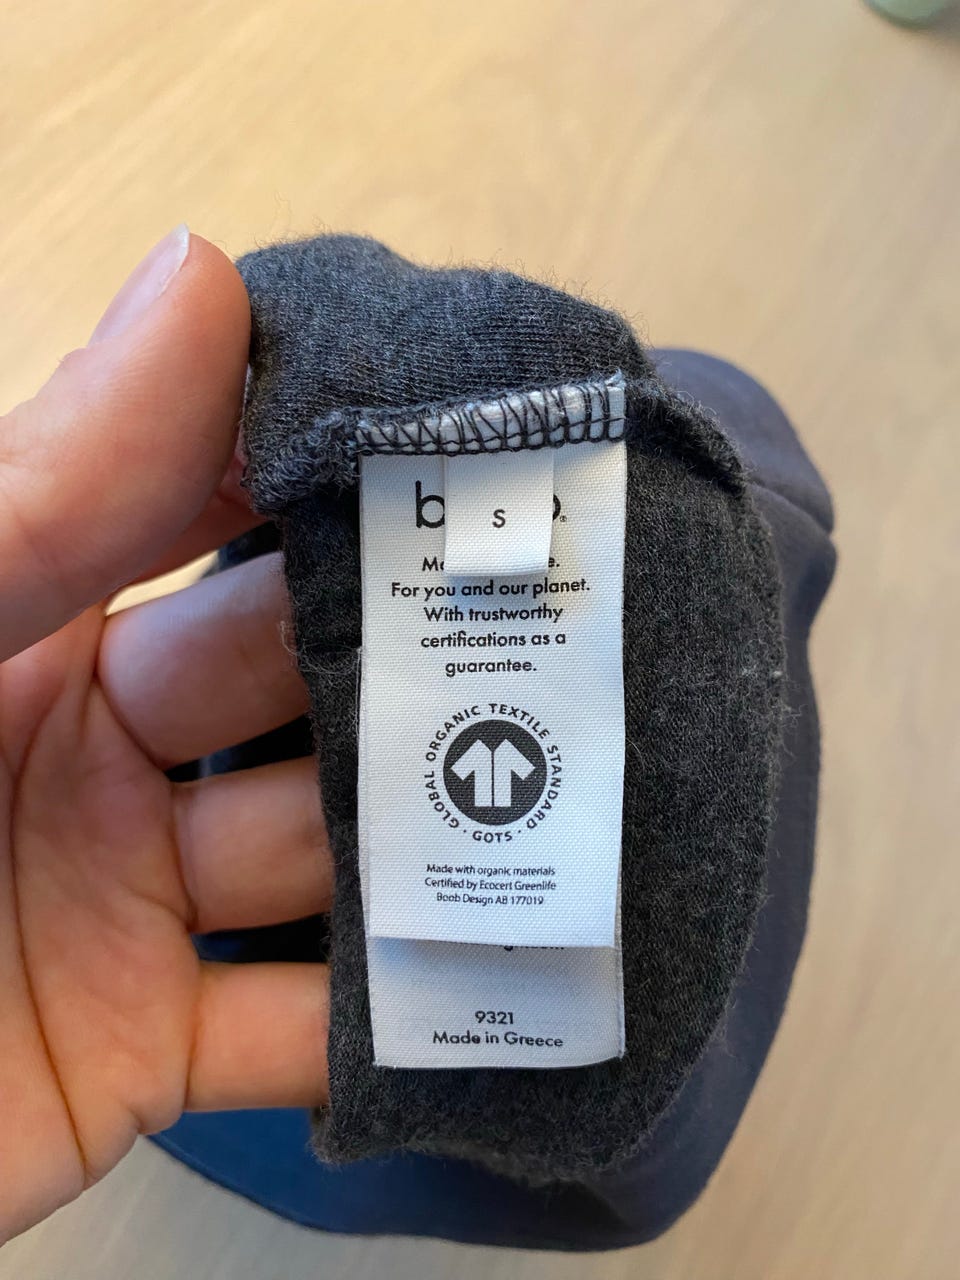 s
For you and our planet.
With trustworthy
certifications as a
guarantee.
GLOBAL ORGANIC TEXTILE STANDARD
· GOTS ·
Made with organic materials
Certified by Ecocert Greenlife
Boob Design AB 177019
9321
Made in Greece